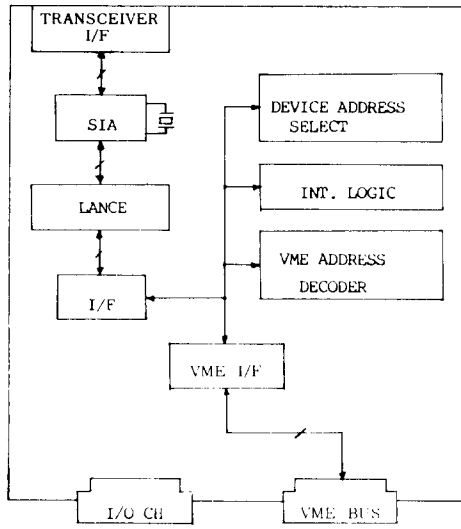 TRANSCEIVER
I/F
SIA
DEVICE ADDRESS
SELECT
LANCE
INT. LOGIC
VME ADDRESS
DECODER
I/F
VME I/F
I/O CH
VME BUS